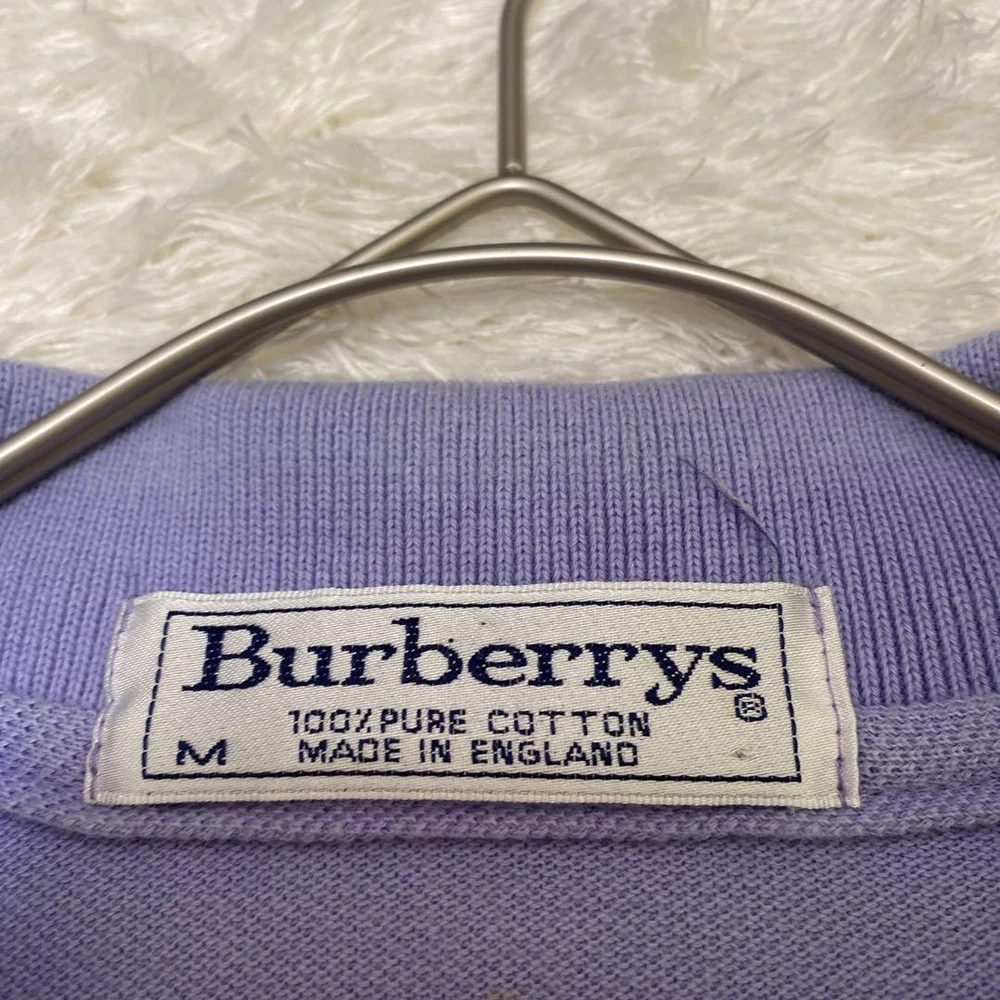 Burberrys®
100% PURE COTTON
M MADE IN ENGLAND